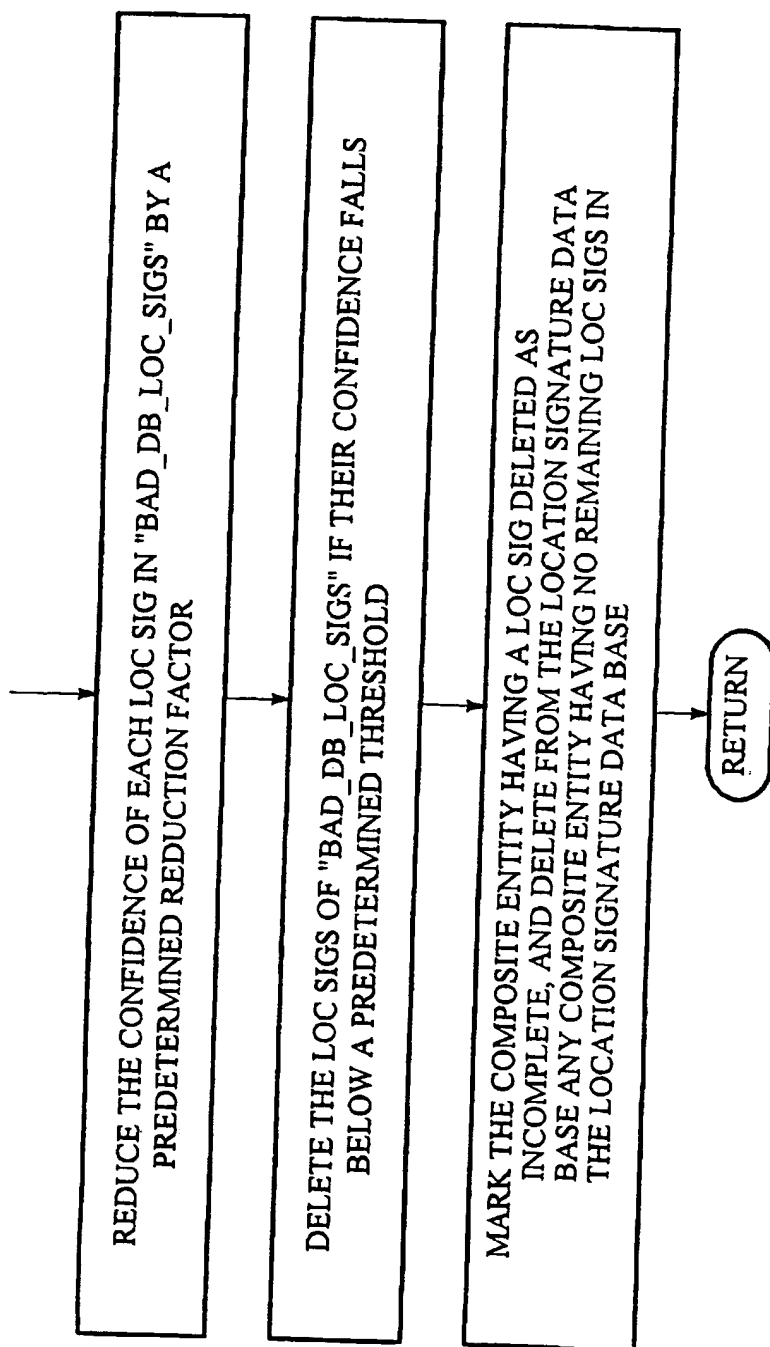 REDUCE THE CONFIDENCE OF EACH LOC SIG IN "BAD_DB_LOC_SIGS" BY A
PREDETERMINED REDUCTION FACTOR
DELETE THE LOC SIGS OF "BAD_DB_LOC_SIGS" IF THEIR CONFIDENCE FALLS
BELOW A PREDETERMINED THRESHOLD
MARK THE COMPOSITE ENTITY HAVING A LOC SIG DELETED AS
INCOMPLETE, AND DELETE FROM THE LOCATION SIGNATURE DATA
BASE ANY COMPOSITE ENTITY HAVING NO REMAINING LOC SIGS IN
THE LOCATION SIGNATURE DATA BASE
RETURN